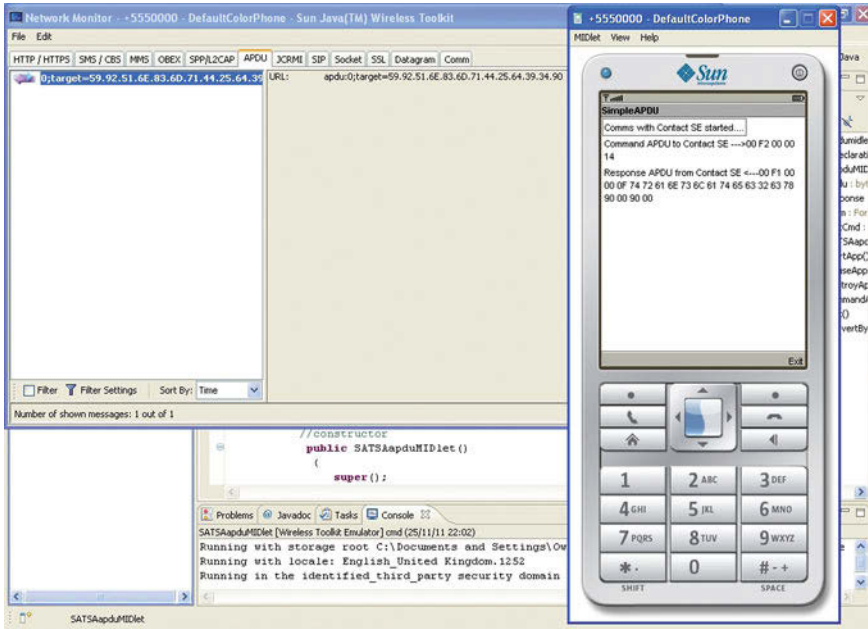 Network Monitor - +5550000 - DefaultColorPhone - Sun Java(TM) Wireless Toolkit
File Edit
HTTP / HTTPS SMS / CBS MMS OBEX SPP/L2CAP APDU JCRMI SIP Socket SSL Datagram Comm
0;target=59.92.51.6E.83.6D.71.44.25.64.39
URL: apdu:0;target=59.92.51.6E.83.6D.71.44.25.64.39.34.90
Filter Filter Settings Sort By: Time
Number of shown messages: 1 out of 1
//constructor
public SATSAapduMIDlet()
{
super();
Problems Javadoc Tasks Console
SATSAapduMIDlet [Wireless Toolkit Emulator] cmd (25/11/11 22:02)
Running with storage root C:\Documents and Settings\Ow
Running with locale: English_United Kingdom.1252
Running in the identified_third_party security domain
SATSAapduMIDlet
+5550000 - DefaultColorPhone
MIDlet View Help
Sun
SimpleAPDU
Comms with Contact SE started....
Command APDU to Contact SE --->00 F2 00 00
14
Response APDU from Contact SE <---00 F1 00
00 0F 74 72 61 6E 73 6C 61 74 65 63 32 63 78
90 00 90 00
Exit
1 2 ABC 3 DEF
4 GHI 5 JKL 6 MNO
7 PQRS 8 TUV 9 WXYZ
* . 0 # - +
SHIFT SPACE
Java